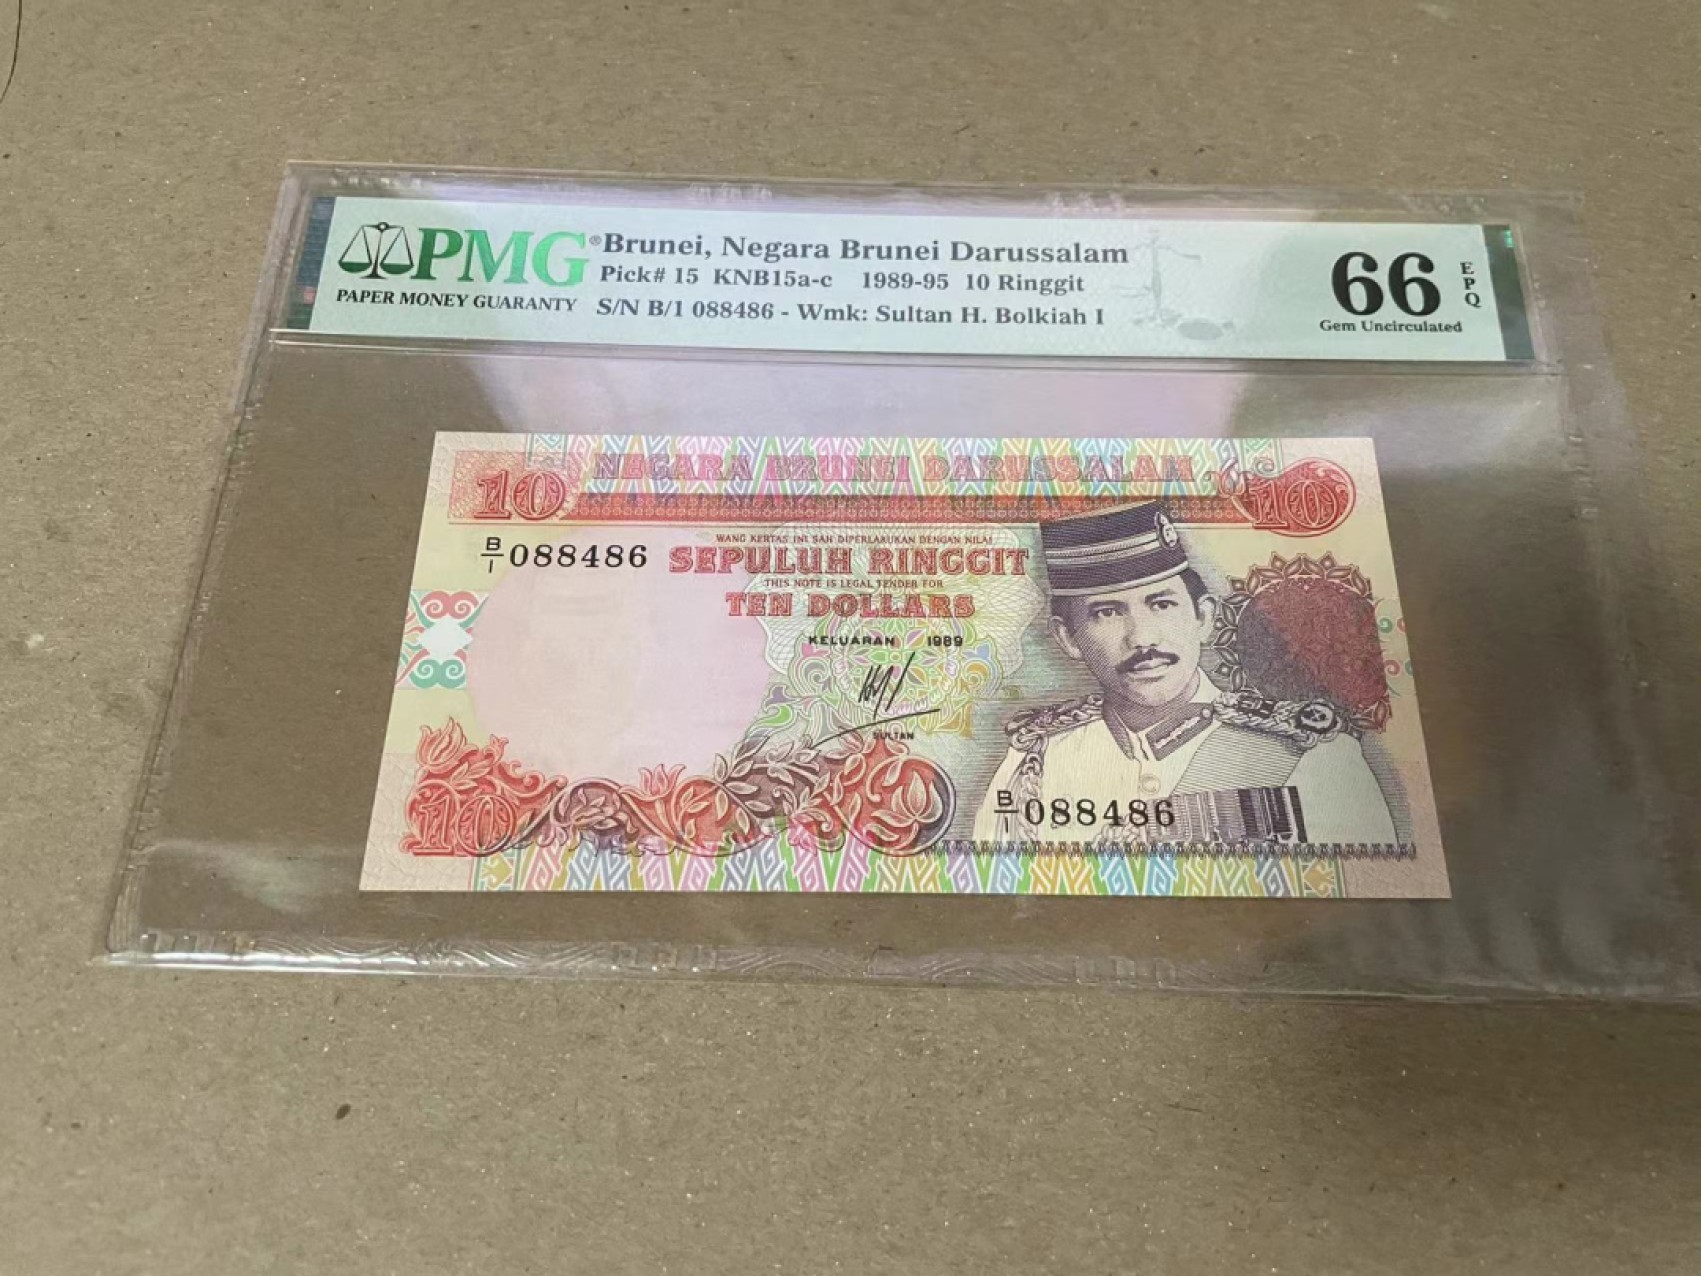 PMG®
PAPER MONEY GUARANTY
Brunei, Negara Brunei Darussalam
Pick# 15 KNB15a-c 1989-95 10 Ringgit
S/N B/1 088486 - Wmk: Sultan H. Bolkiah I
66
EPQ
Gem Uncirculated
10
NEGARA BRUNEI DARUSSALAM
10
B/1 088486
WANG KERTAS INI SAH DIPERLAKUKAN DENGAN NILAI
SEPULUH RINGGIT
THIS NOTE IS LEGAL TENDER FOR
TEN DOLLARS
KELUARAN 1989
SULTAN
10
B/1 088486